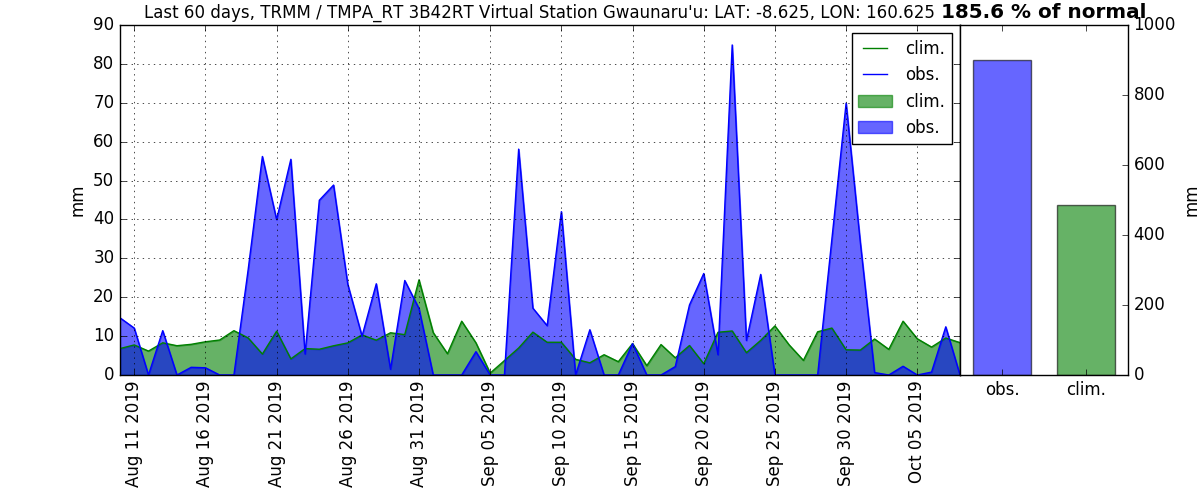 Last 60 days, TRMM / TMPA_RT 3B42RT Virtual Station Gwaunaru'u: LAT: -8.625, LON: 160.625 185.6 % of normal
90
80
70
60
50
40
30
20
10
0
mm
clim.
obs.
clim.
obs.
Aug 11 2019
Aug 16 2019
Aug 21 2019
Aug 26 2019
Aug 31 2019
Sep 05 2019
Sep 10 2019
Sep 15 2019
Sep 20 2019
Sep 25 2019
Sep 30 2019
Oct 05 2019
1000
800
600
400
200
0
mm
obs.
clim.